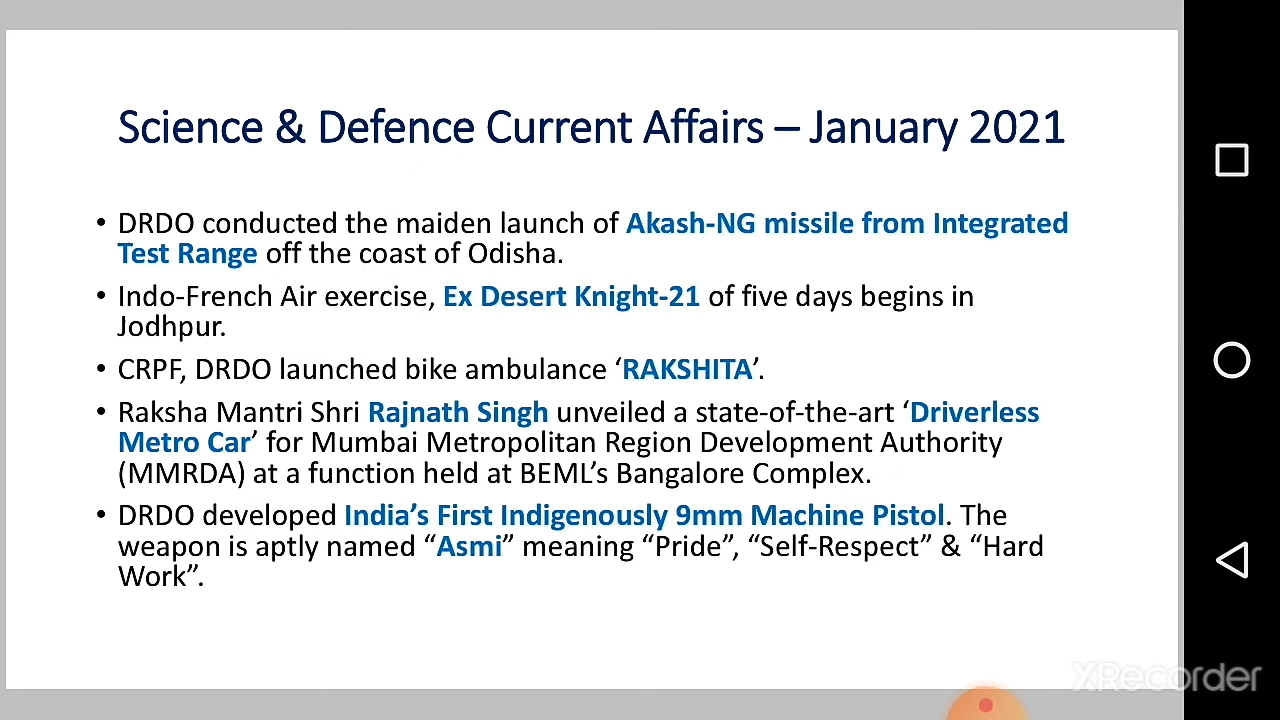 Science & Defence Current Affairs – January 2021
• DRDO conducted the maiden launch of Akash-NG missile from Integrated
Test Range off the coast of Odisha.
• Indo-French Air exercise, Ex Desert Knight-21 of five days begins in
Jodhpur.
• CRPF, DRDO launched bike ambulance ‘RAKSHITA’.
• Raksha Mantri Shri Rajnath Singh unveiled a state-of-the-art ‘Driverless
Metro Car’ for Mumbai Metropolitan Region Development Authority
(MMRDA) at a function held at BEML’s Bangalore Complex.
• DRDO developed India’s First Indigenously 9mm Machine Pistol. The
weapon is aptly named “Asmi” meaning “Pride”, “Self-Respect” & “Hard
Work”.
XRecorder